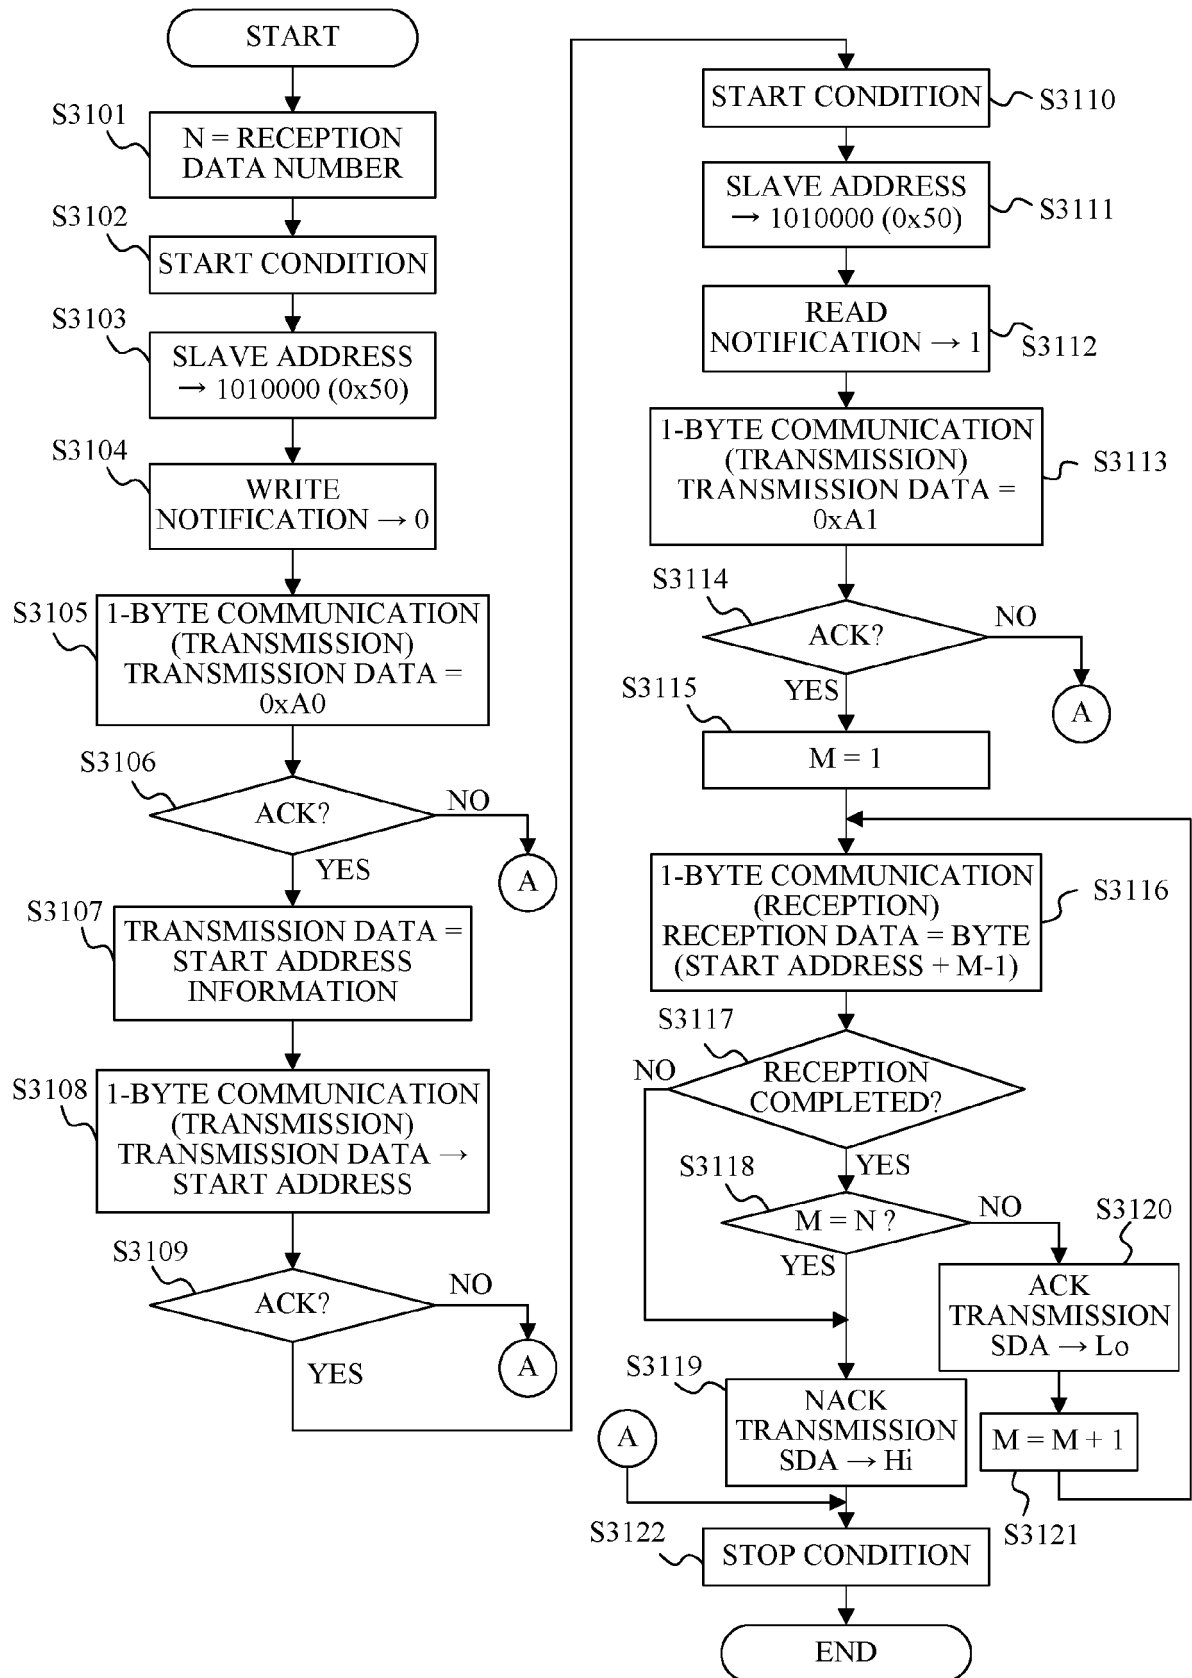 START
S3101
N = RECEPTION
DATA NUMBER
S3102
START CONDITION
S3103
SLAVE ADDRESS
→ 1010000 (0x50)
S3104
WRITE
NOTIFICATION → 0
S3105
1-BYTE COMMUNICATION
(TRANSMISSION)
TRANSMISSION DATA =
0xA0
S3106
ACK?
NO
A
YES
S3107
TRANSMISSION DATA =
START ADDRESS
INFORMATION
S3108
1-BYTE COMMUNICATION
(TRANSMISSION)
TRANSMISSION DATA →
START ADDRESS
S3109
ACK?
NO
A
YES
START CONDITION
S3110
SLAVE ADDRESS
→ 1010000 (0x50)
S3111
READ
NOTIFICATION → 1
S3112
1-BYTE COMMUNICATION
(TRANSMISSION)
TRANSMISSION DATA =
0xA1
S3113
S3114
ACK?
NO
A
YES
S3115
M = 1
1-BYTE COMMUNICATION
(RECEPTION)
RECEPTION DATA = BYTE
(START ADDRESS + M-1)
S3116
S3117
NO
RECEPTION
COMPLETED?
YES
S3118
M = N ?
NO
YES
S3120
ACK
TRANSMISSION
SDA → Lo
S3119
NACK
TRANSMISSION
SDA → Hi
M = M + 1
S3121
A
S3122
STOP CONDITION
END